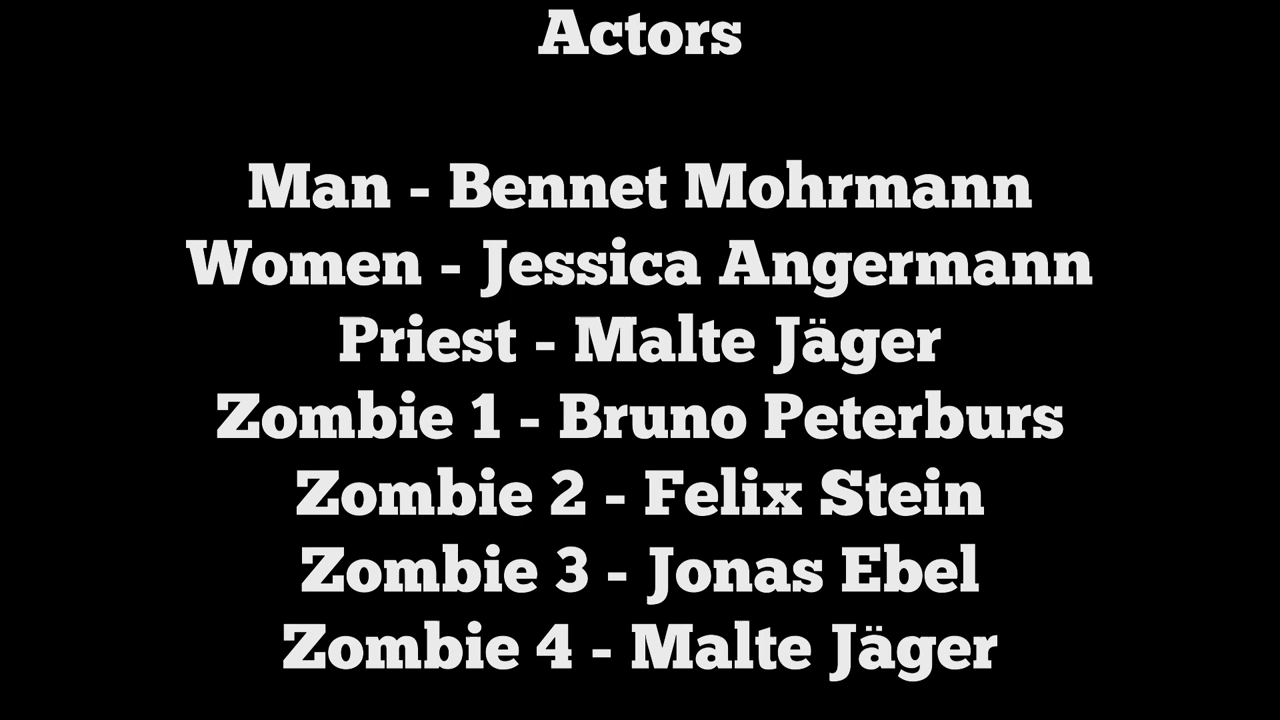 Actors
Man - Bennet Mohrmann
Women - Jessica Angermann
Priest - Malte Jäger
Zombie 1 - Bruno Peterburs
Zombie 2 - Felix Stein
Zombie 3 - Jonas Ebel
Zombie 4 - Malte Jäger